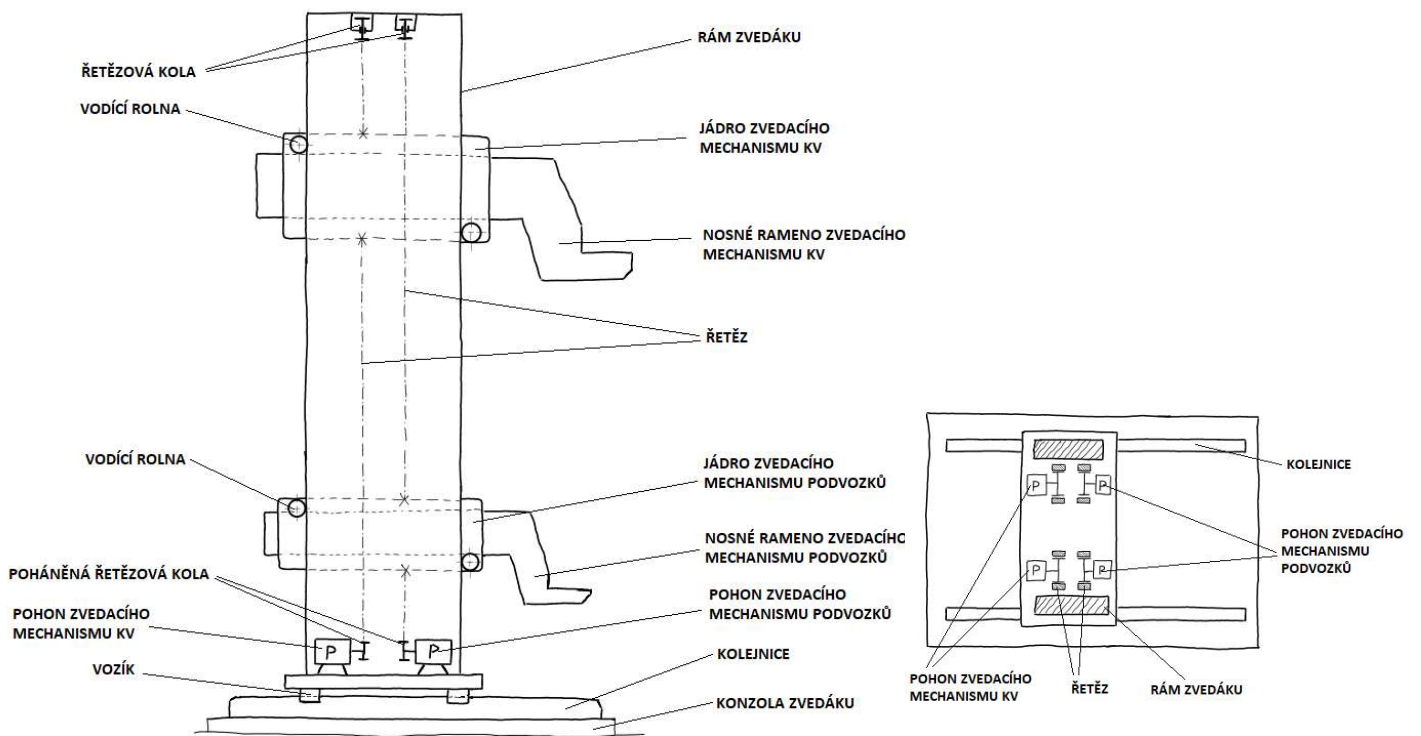 ŘETĚZOVÁ KOLA
VODÍCÍ ROLNA
RÁM ZVEDÁKU
JÁDRO ZVEDACÍHO
MECHANISMU KV
NOSNÉ RAMENO ZVEDACÍHO
MECHANISMU KV
ŘETĚZ
VODÍCÍ ROLNA
JÁDRO ZVEDACÍHO
MECHANISMU PODVOZKŮ
NOSNÉ RAMENO ZVEDACÍHO
MECHANISMU PODVOZKŮ
POHÁNĚNÁ ŘETĚZOVÁ KOLA
POHON ZVEDACÍHO
MECHANISMU KV
POHON ZVEDACÍHO
MECHANISMU PODVOZKŮ
P
P
VOZÍK
KOLEJNICE
KONZOLA ZVEDÁKU
KOLEJNICE
P
P
P
P
POHON ZVEDACÍHO
MECHANISMU
PODVOZKŮ
POHON ZVEDACÍHO
MECHANISMU KV
ŘETĚZ
RÁM ZVEDÁKU